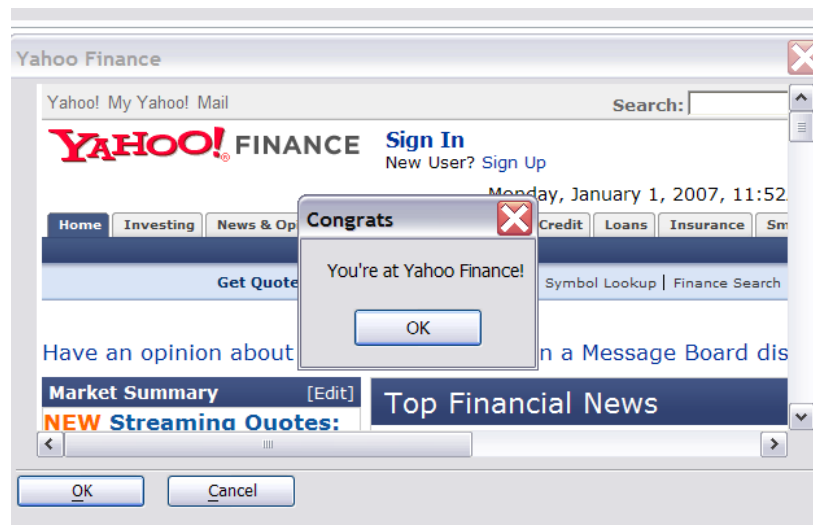 Yahoo Finance
Yahoo! My Yahoo! Mail Search:
YAHOO! FINANCE Sign In
New User? Sign Up
Monday, January 1, 2007, 11:52
Home Investing News & Op Credit Loans Insurance Sm
Congrats
You're at Yahoo Finance!
OK
Get Quote Symbol Lookup | Finance Search
Have an opinion about n a Message Board dis
Market Summary [Edit] Top Financial News
NEW Streaming Quotes:
OK Cancel